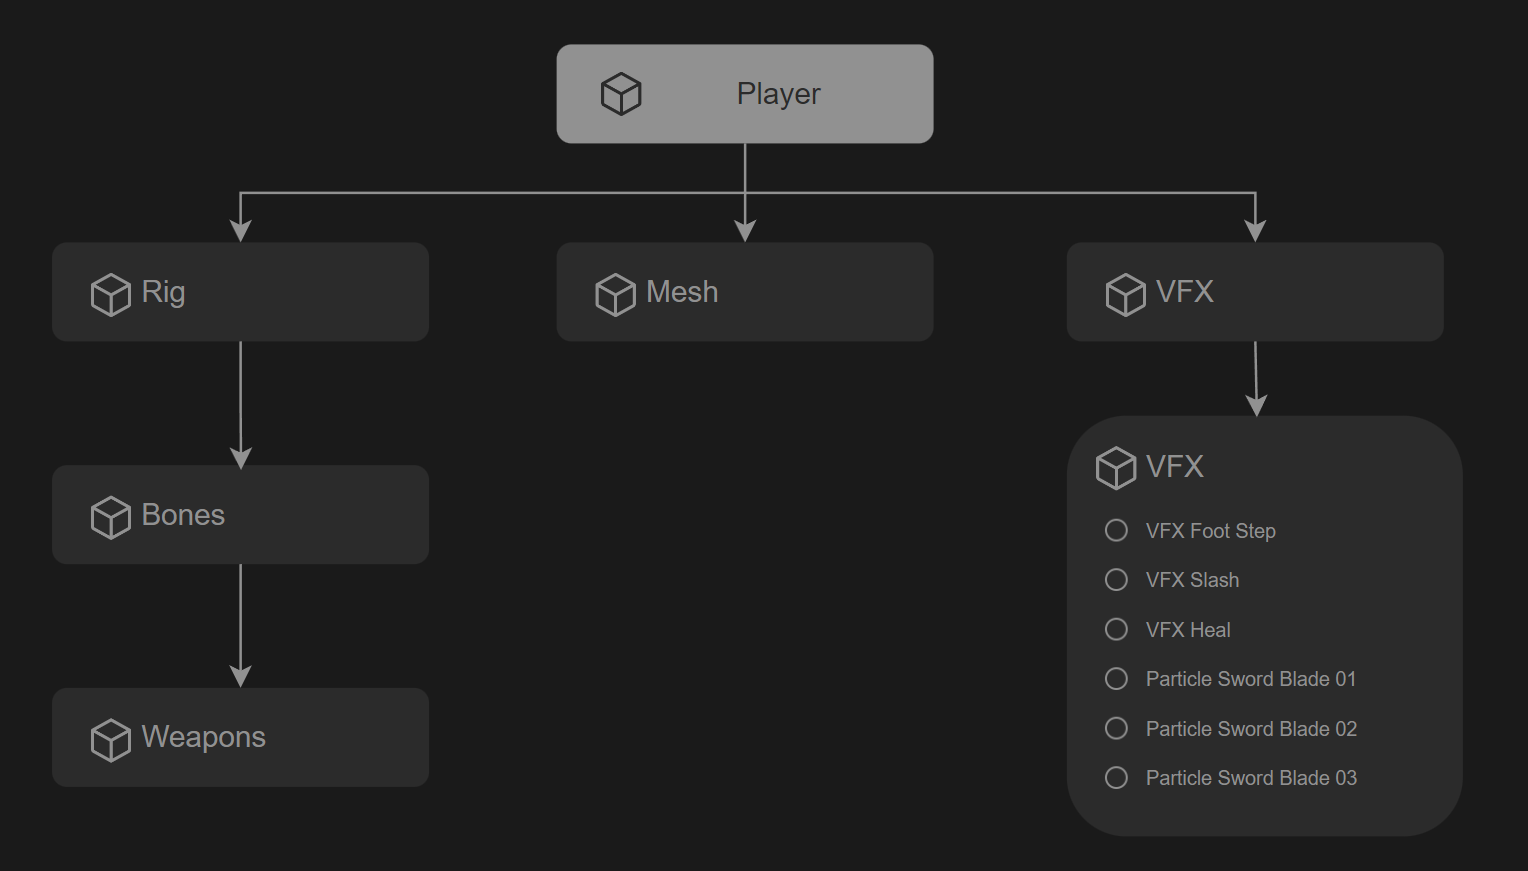 Player
Rig
Mesh
VFX
Bones
Weapons
VFX
VFX Foot Step
VFX Slash
VFX Heal
Particle Sword Blade 01
Particle Sword Blade 02
Particle Sword Blade 03